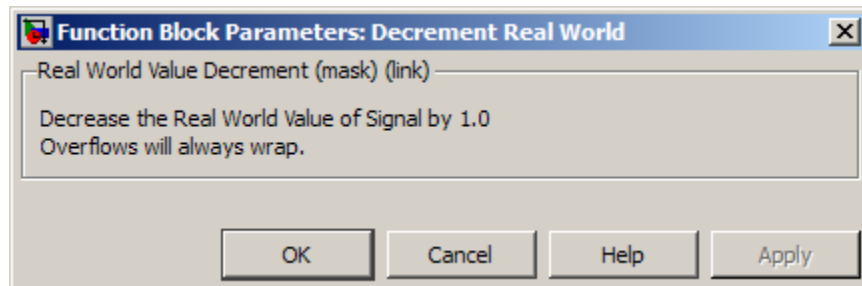 Function Block Parameters: Decrement Real World
Real World Value Decrement (mask) (link)
Decrease the Real World Value of Signal by 1.0
Overflows will always wrap.
OK Cancel Help Apply